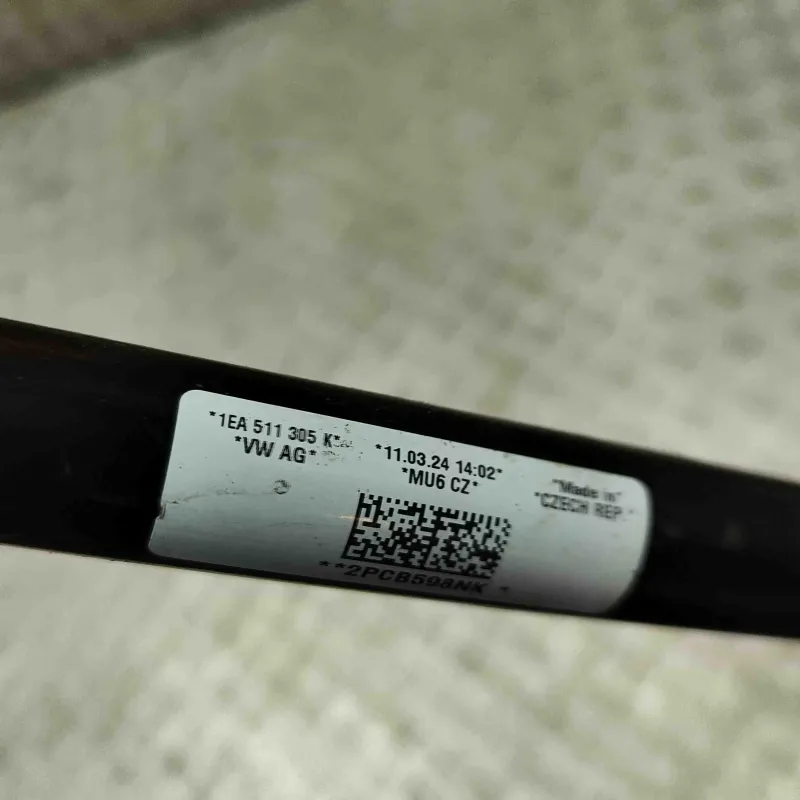 *1EA 511 305 K*
*VW AG*
*11.03.24 14:02*
*MU6 CZ*
*Made in*
*CZECH REP.*
**2PCB598NK *